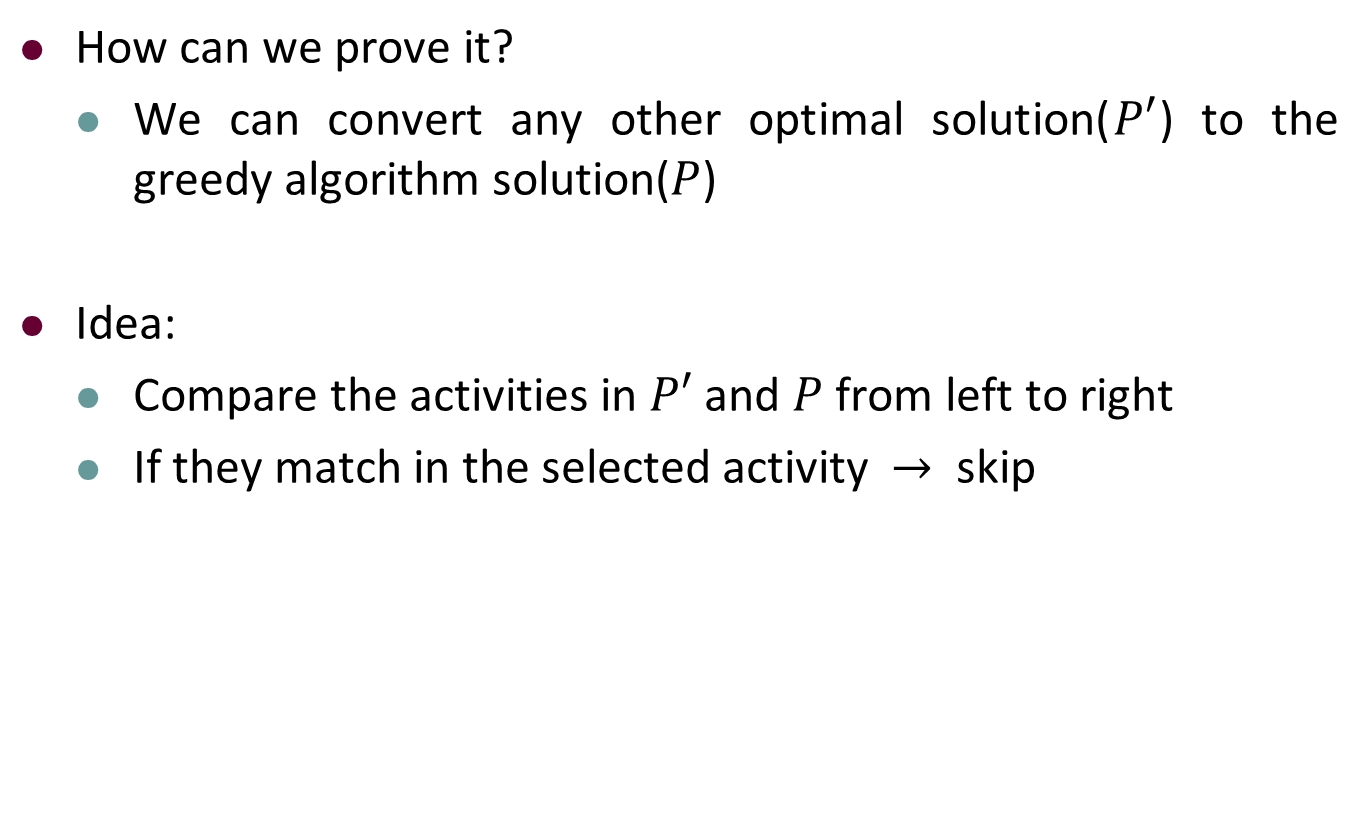 ● How can we prove it?
● We can convert any other optimal solution(P′) to the
greedy algorithm solution(P)
● Idea:
● Compare the activities in P′ and P from left to right
● If they match in the selected activity → skip